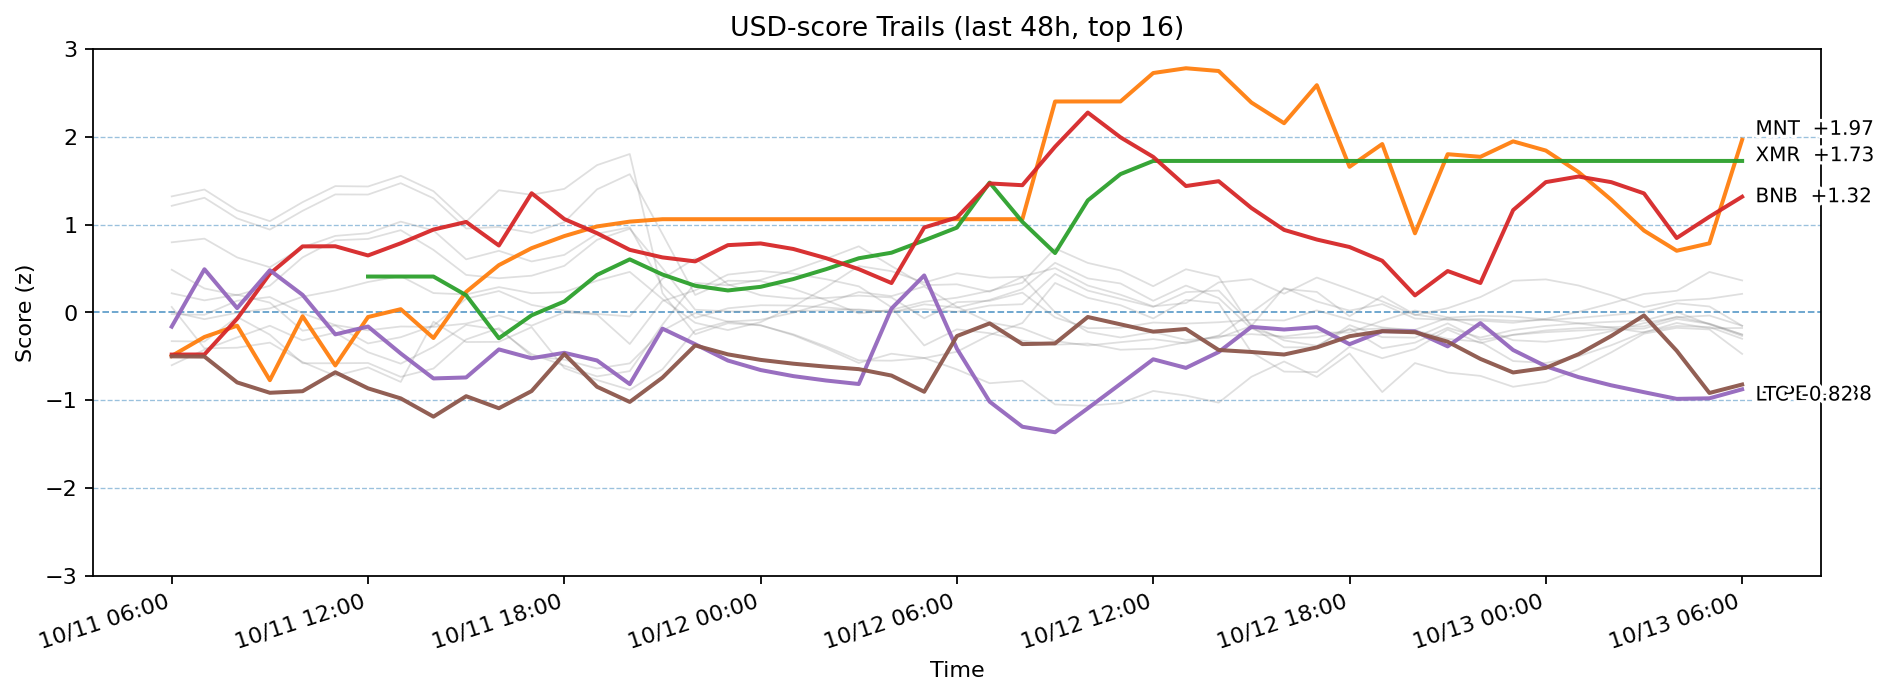 USD-score Trails (last 48h, top 16)
Score (z)
3
2
1
0
−1
−2
−3
MNT +1.97
XMR +1.73
BNB +1.32
10/11 06:00
10/11 12:00
10/11 18:00
10/12 00:00
10/12 06:00
10/12 12:00
10/12 18:00
10/13 00:00
10/13 06:00
Time